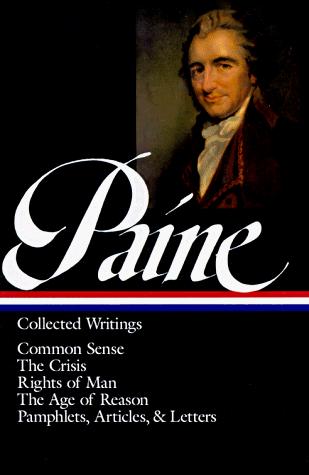 Paine
Collected Writings
Common Sense
The Crisis
Rights of Man
The Age of Reason
Pamphlets, Articles, & Letters